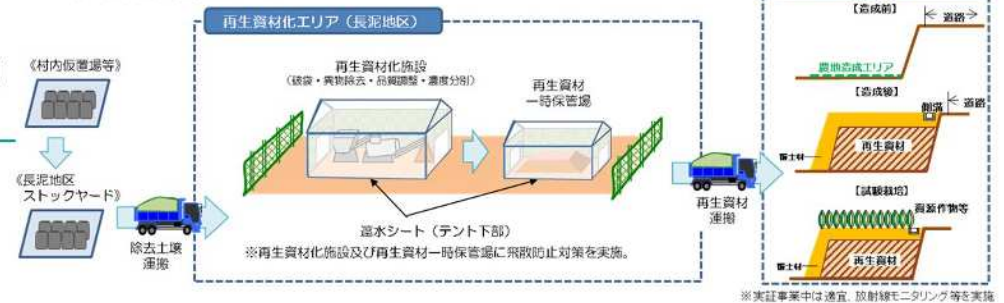 再生資材化エリア（長泥地区）
《村内仮置場等》
《長泥地区
ストックヤード》
除去土壌
運搬
再生資材化施設
（破袋・異物除去・品質調整・濃度分別）
再生資材
一時保管場
遮水シート（テント下部）
※再生資材化施設及び再生資材一時保管場に飛散防止対策を実施。
再生資材
運搬
【造成前】
道路
農地造成エリア
【造成後】
側溝
道路
再生資材
覆土材
【試験栽培】
資源作物等
再生資材
覆土材
※実証事業中は適宜、放射線モニタリング等を実施